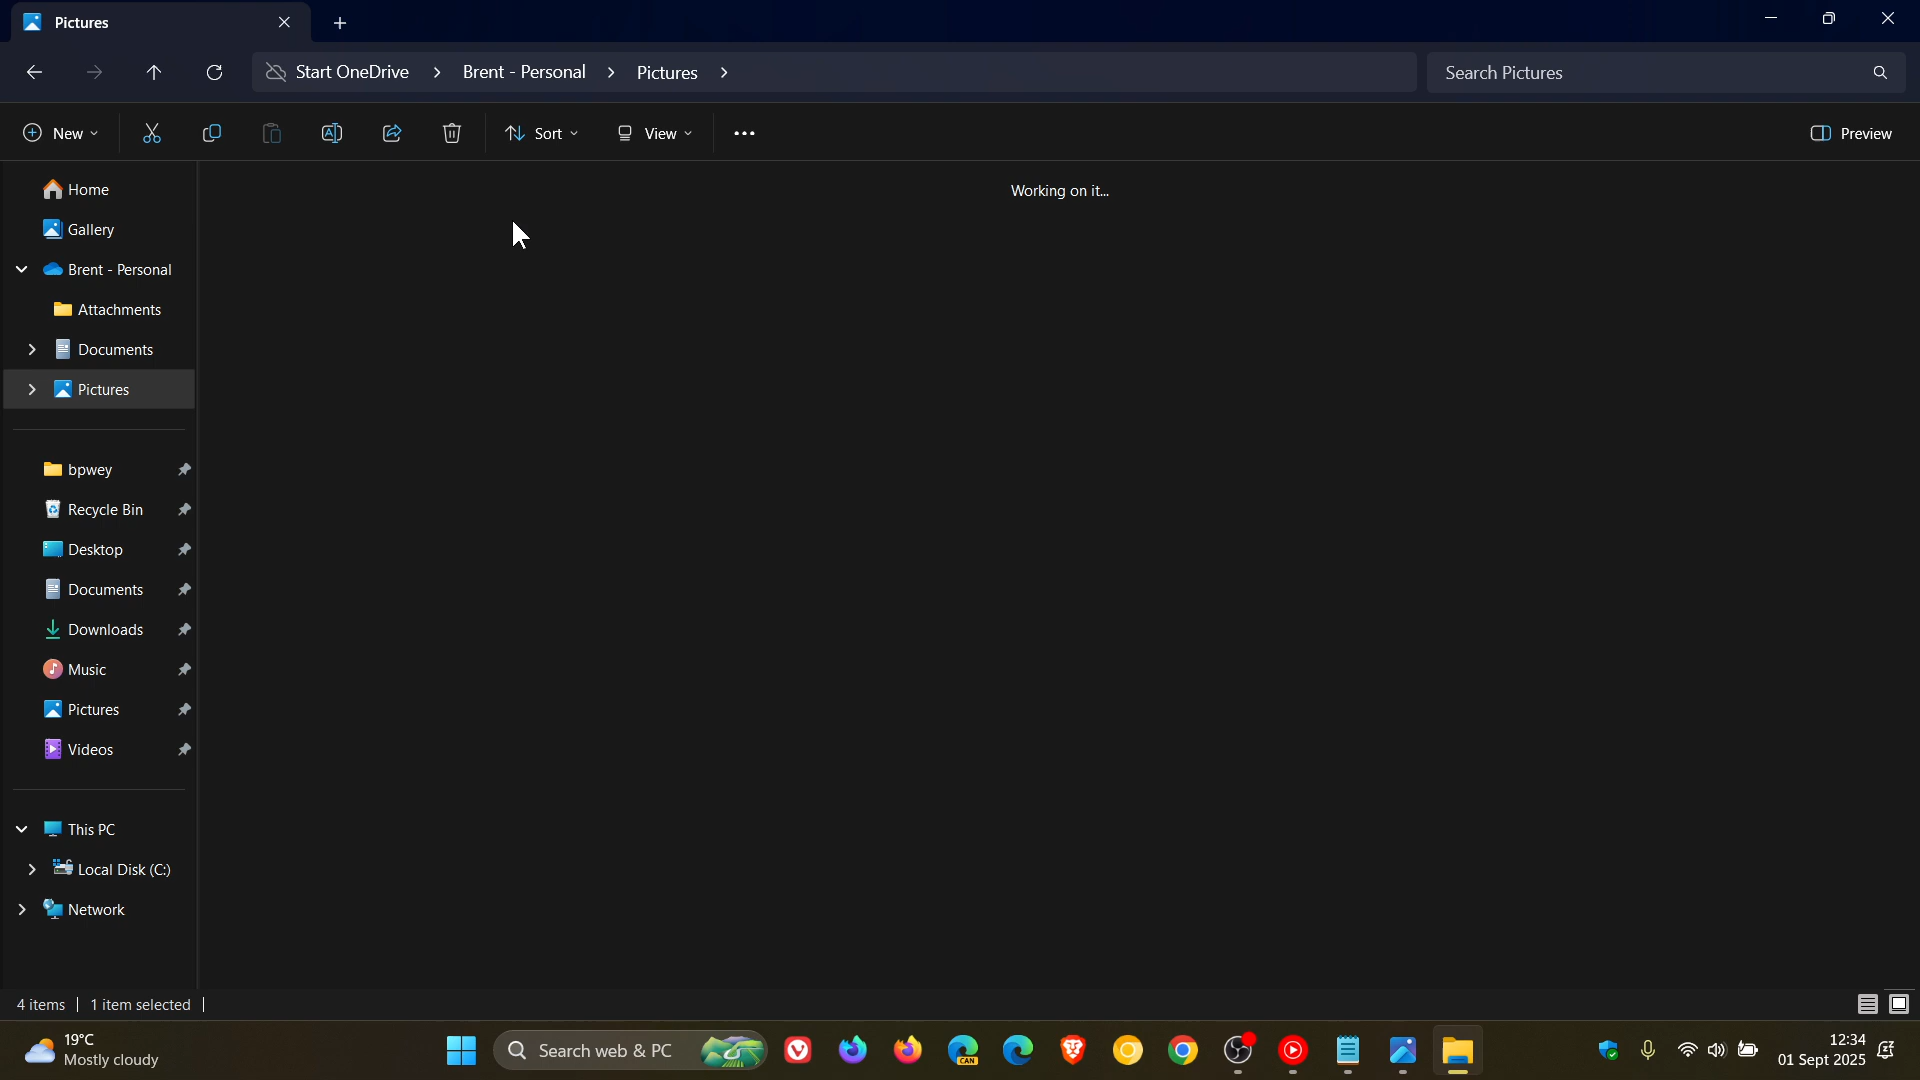 Pictures
Start OneDrive
Brent - Personal
Pictures
Search Pictures
New
Sort
View
Preview
Home
Gallery
Brent - Personal
Attachments
Documents
Pictures
bpwey
Recycle Bin
Desktop
Documents
Downloads
Music
Pictures
Videos
This PC
Local Disk (C:)
Network
Working on it...
4 items
1 item selected
19°C
Mostly cloudy
Search web & PC
CAN
12:34
01 Sept 2025